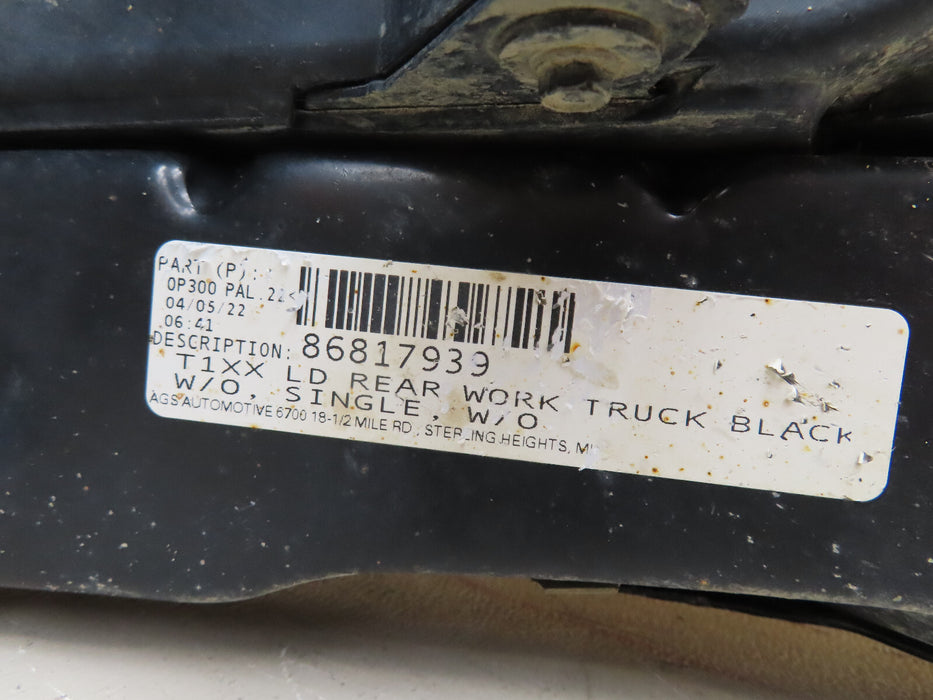 PART (P):
OP300 PAL 22
04/05/22
06:41
86817939
DESCRIPTION:
T1XX LD REAR WORK TRUCK BLACK
W/O, SINGLE, W/O
AGS AUTOMOTIVE 6700 18-1/2 MILE RD., STERLING HEIGHTS, MI